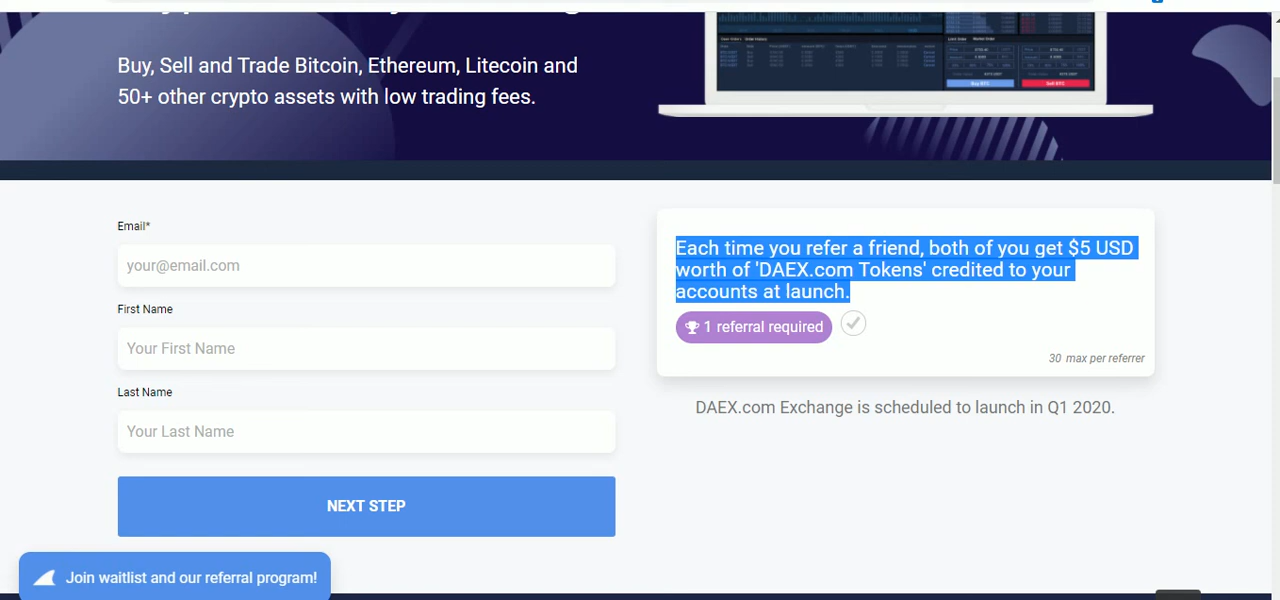 Buy, Sell and Trade Bitcoin, Ethereum, Litecoin and
50+ other crypto assets with low trading fees.
Buy BTC
Sell BTC
Email*
your@email.com
First Name
Your First Name
Last Name
Your Last Name
NEXT STEP
Each time you refer a friend, both of you get $5 USD
worth of 'DAEX.com Tokens' credited to your
accounts at launch.
1 referral required
30 max per referrer
DAEX.com Exchange is scheduled to launch in Q1 2020.
Join waitlist and our referral program!